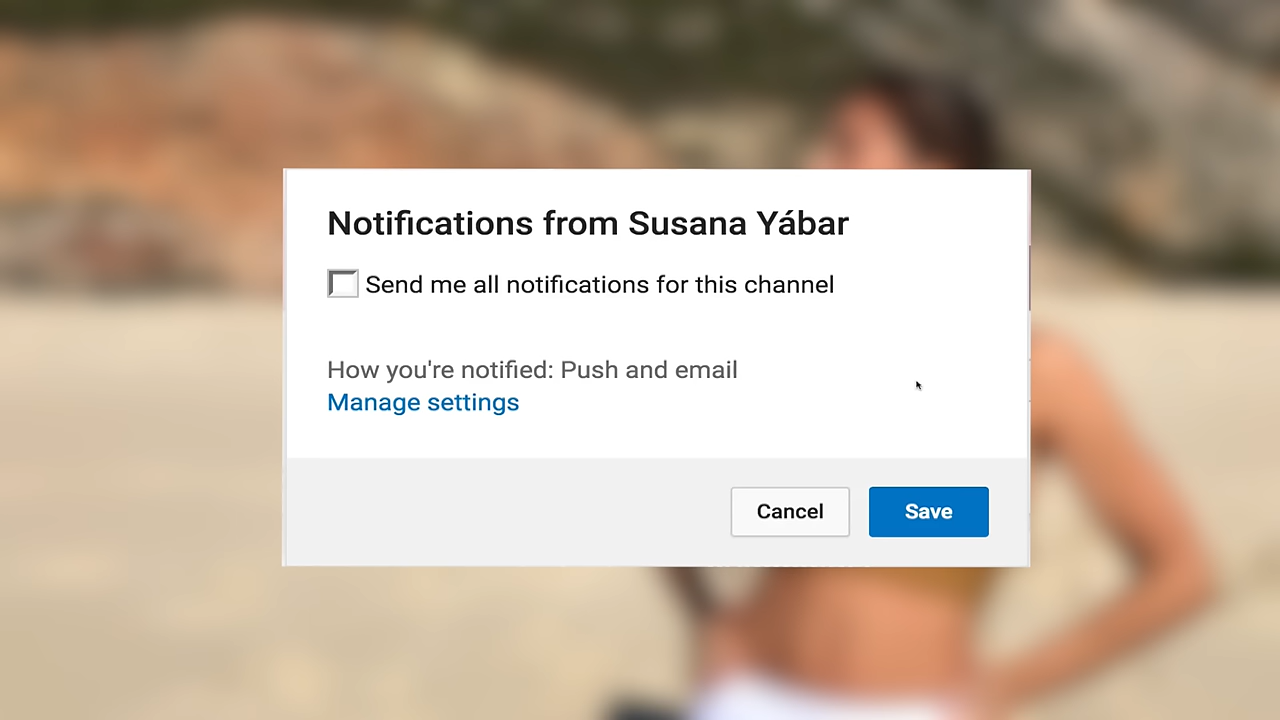 Notifications from Susana Yábar
Send me all notifications for this channel
How you're notified: Push and email
Manage settings
Cancel
Save